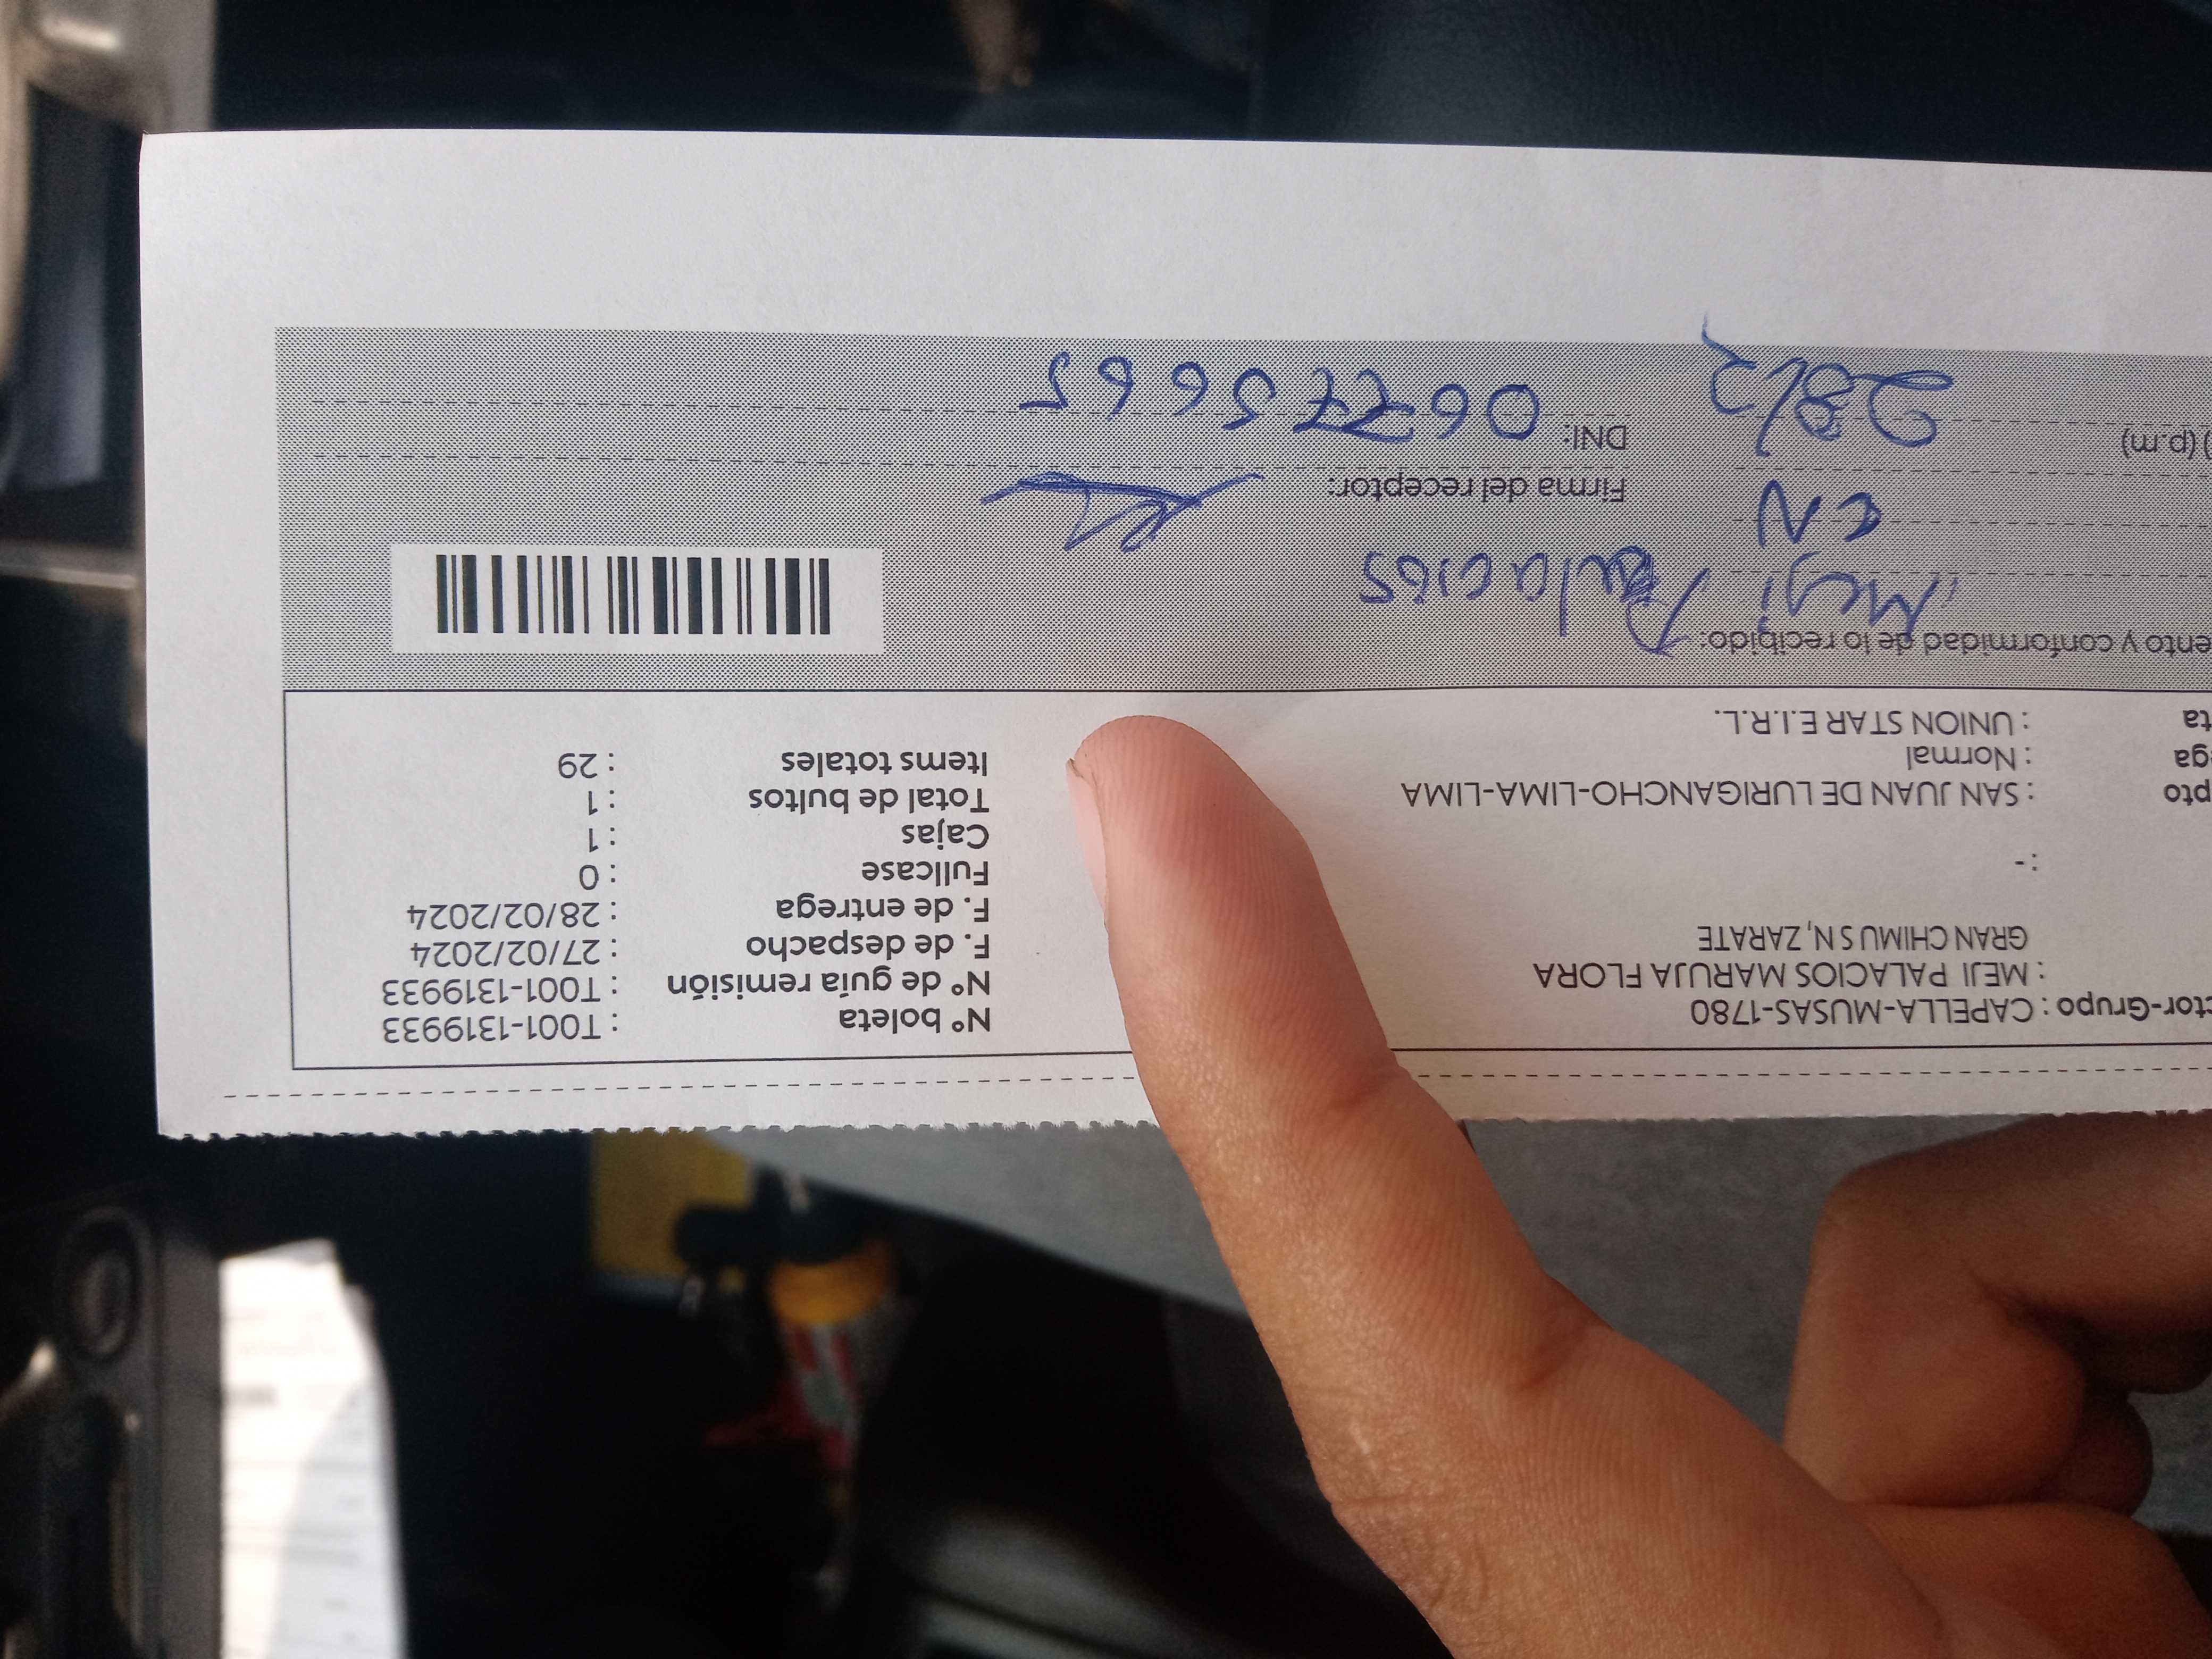 ctor-Grupo : CAPELLA-MUSAS-1780
: MEJI PALACIOS MARUJA FLORA
GRAN CHIMU S N, ZARATE
: -
pto : SAN JUAN DE LURIGANCHO-LIMA-LIMA
ga : Normal
ta : UNION STAR E.I.R.L.
N° boleta : T001-1319933
N° de guía remisión : T001-1319933
F. de despacho : 27/02/2024
F. de entrega : 28/02/2024
Fullcase : 0
Cajas : 1
Total de bultos : 1
Items totales : 29
ento y conformidad de lo recibido:
Meji Palacios
Firma del receptor:
) (p.m) 28/2
DNI: 06775665